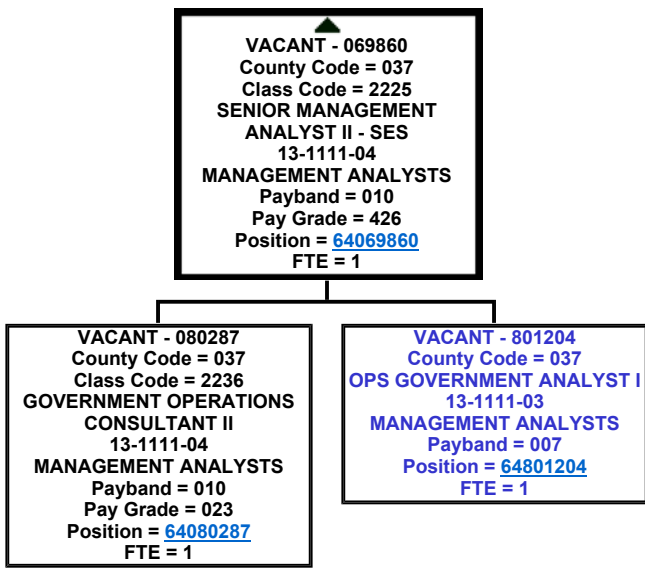 VACANT - 069860
County Code = 037
Class Code = 2225
SENIOR MANAGEMENT
ANALYST II - SES
13-1111-04
MANAGEMENT ANALYSTS
Payband = 010
Pay Grade = 426
Position = 64069860
FTE = 1
VACANT - 080287
County Code = 037
Class Code = 2236
GOVERNMENT OPERATIONS
CONSULTANT II
13-1111-04
MANAGEMENT ANALYSTS
Payband = 010
Pay Grade = 023
Position = 64080287
FTE = 1
VACANT - 801204
County Code = 037
OPS GOVERNMENT ANALYST I
13-1111-03
MANAGEMENT ANALYSTS
Payband = 007
Position = 64801204
FTE = 1